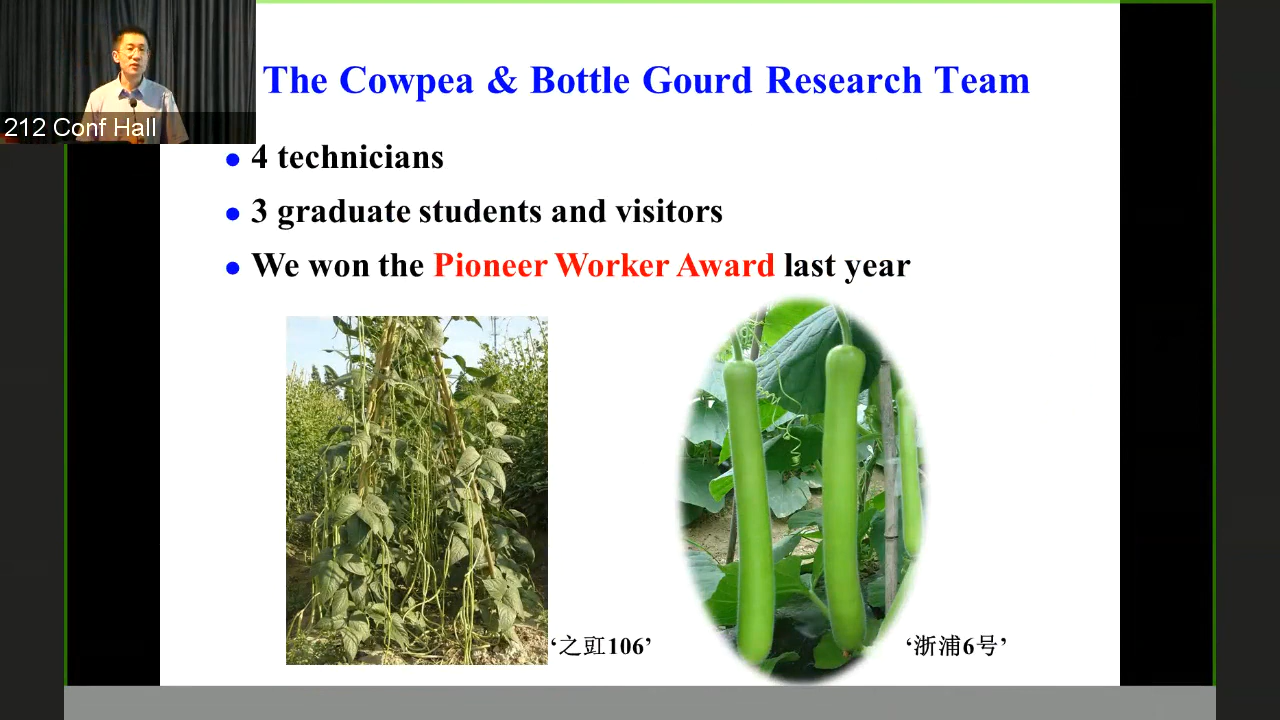 The Cowpea & Bottle Gourd Research Team
212 Conf Hall
● 4 technicians
● 3 graduate students and visitors
● We won the Pioneer Worker Award last year
‘之豇106’
‘浙浦6号’